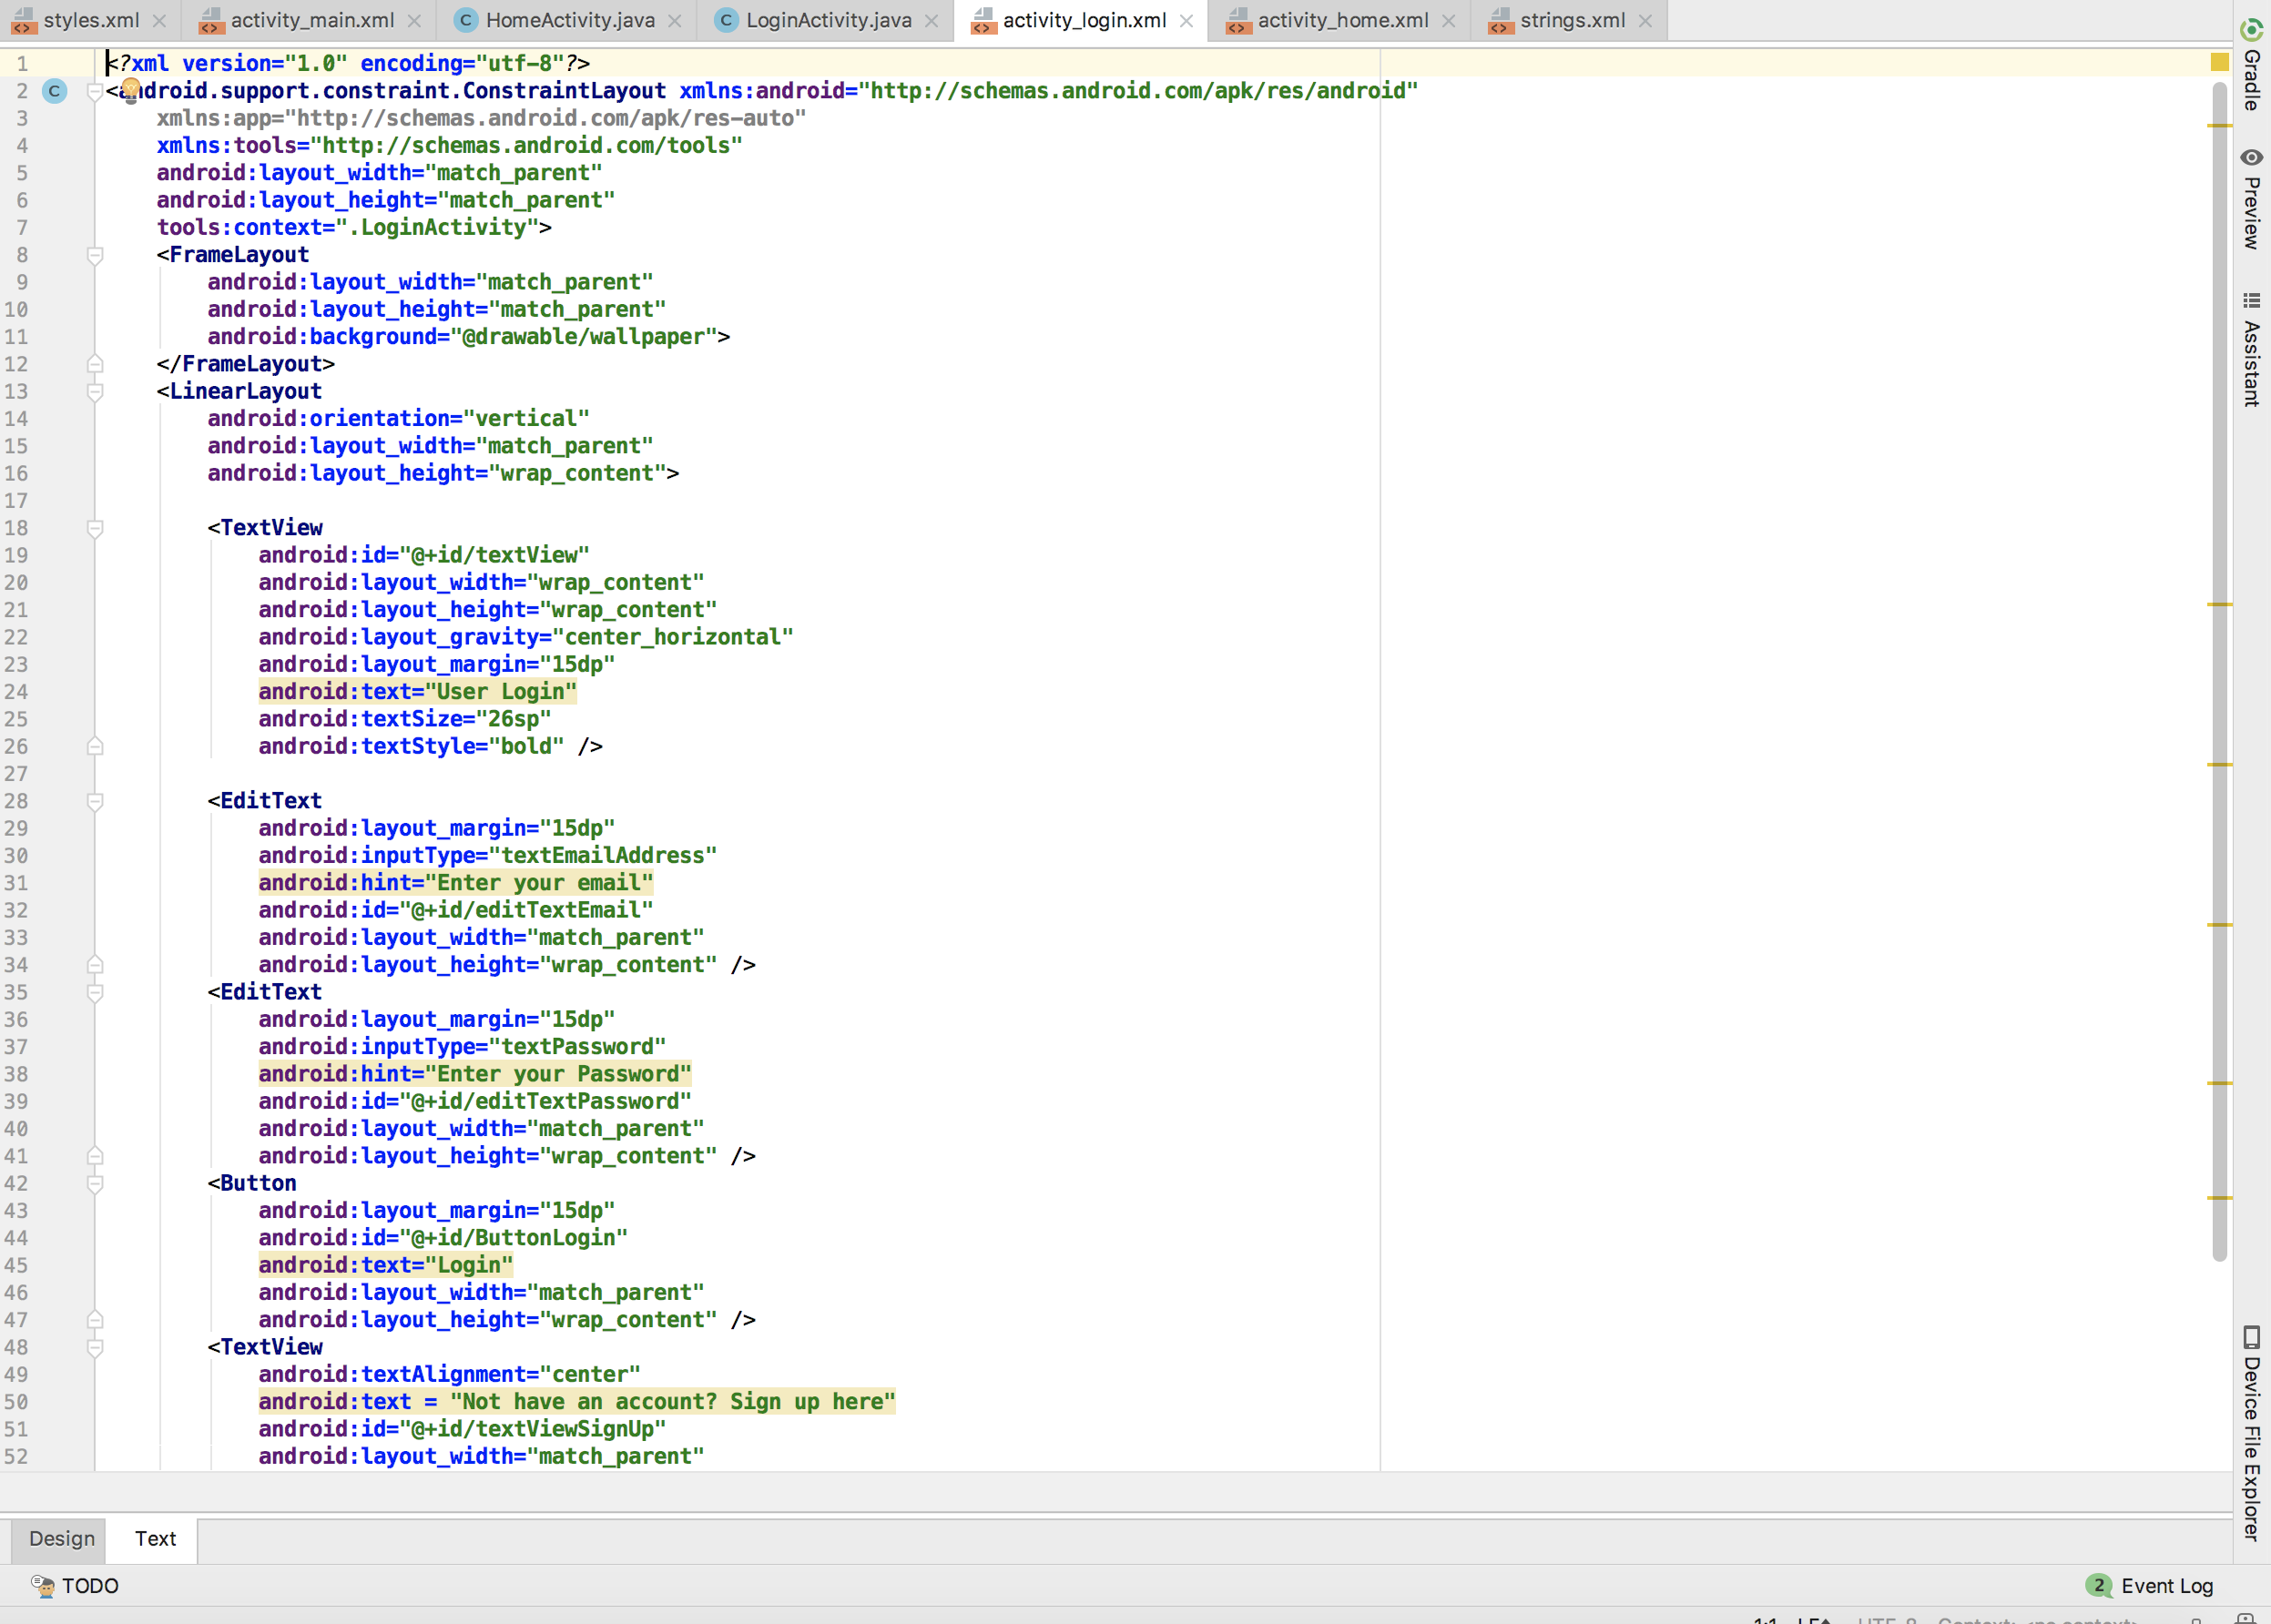 styles.xml activity_main.xml HomeActivity.java LoginActivity.java activity_login.xml activity_home.xml strings.xml
1 <?xml version="1.0" encoding="utf-8"?>
2 <android.support.constraint.ConstraintLayout xmlns:android="http://schemas.android.com/apk/res/android"
3 xmlns:app="http://schemas.android.com/apk/res-auto"
4 xmlns:tools="http://schemas.android.com/tools"
5 android:layout_width="match_parent"
6 android:layout_height="match_parent"
7 tools:context=".LoginActivity">
8 <FrameLayout
9 android:layout_width="match_parent"
10 android:layout_height="match_parent"
11 android:background="@drawable/wallpaper">
12 </FrameLayout>
13 <LinearLayout
14 android:orientation="vertical"
15 android:layout_width="match_parent"
16 android:layout_height="wrap_content">
17
18 <TextView
19 android:id="@+id/textView"
20 android:layout_width="wrap_content"
21 android:layout_height="wrap_content"
22 android:layout_gravity="center_horizontal"
23 android:layout_margin="15dp"
24 android:text="User Login"
25 android:textSize="26sp"
26 android:textStyle="bold" />
27
28 <EditText
29 android:layout_margin="15dp"
30 android:inputType="textEmailAddress"
31 android:hint="Enter your email"
32 android:id="@+id/editTextEmail"
33 android:layout_width="match_parent"
34 android:layout_height="wrap_content" />
35 <EditText
36 android:layout_margin="15dp"
37 android:inputType="textPassword"
38 android:hint="Enter your Password"
39 android:id="@+id/editTextPassword"
40 android:layout_width="match_parent"
41 android:layout_height="wrap_content" />
42 <Button
43 android:layout_margin="15dp"
44 android:id="@+id/ButtonLogin"
45 android:text="Login"
46 android:layout_width="match_parent"
47 android:layout_height="wrap_content" />
48 <TextView
49 android:textAlignment="center"
50 android:text = "Not have an account? Sign up here"
51 android:id="@+id/textViewSignUp"
52 android:layout_width="match_parent"
Gradle
Preview
Assistant
Device File Explorer
Design Text
TODO
2 Event Log
1:1 LF UTF-8 Context: <no context>